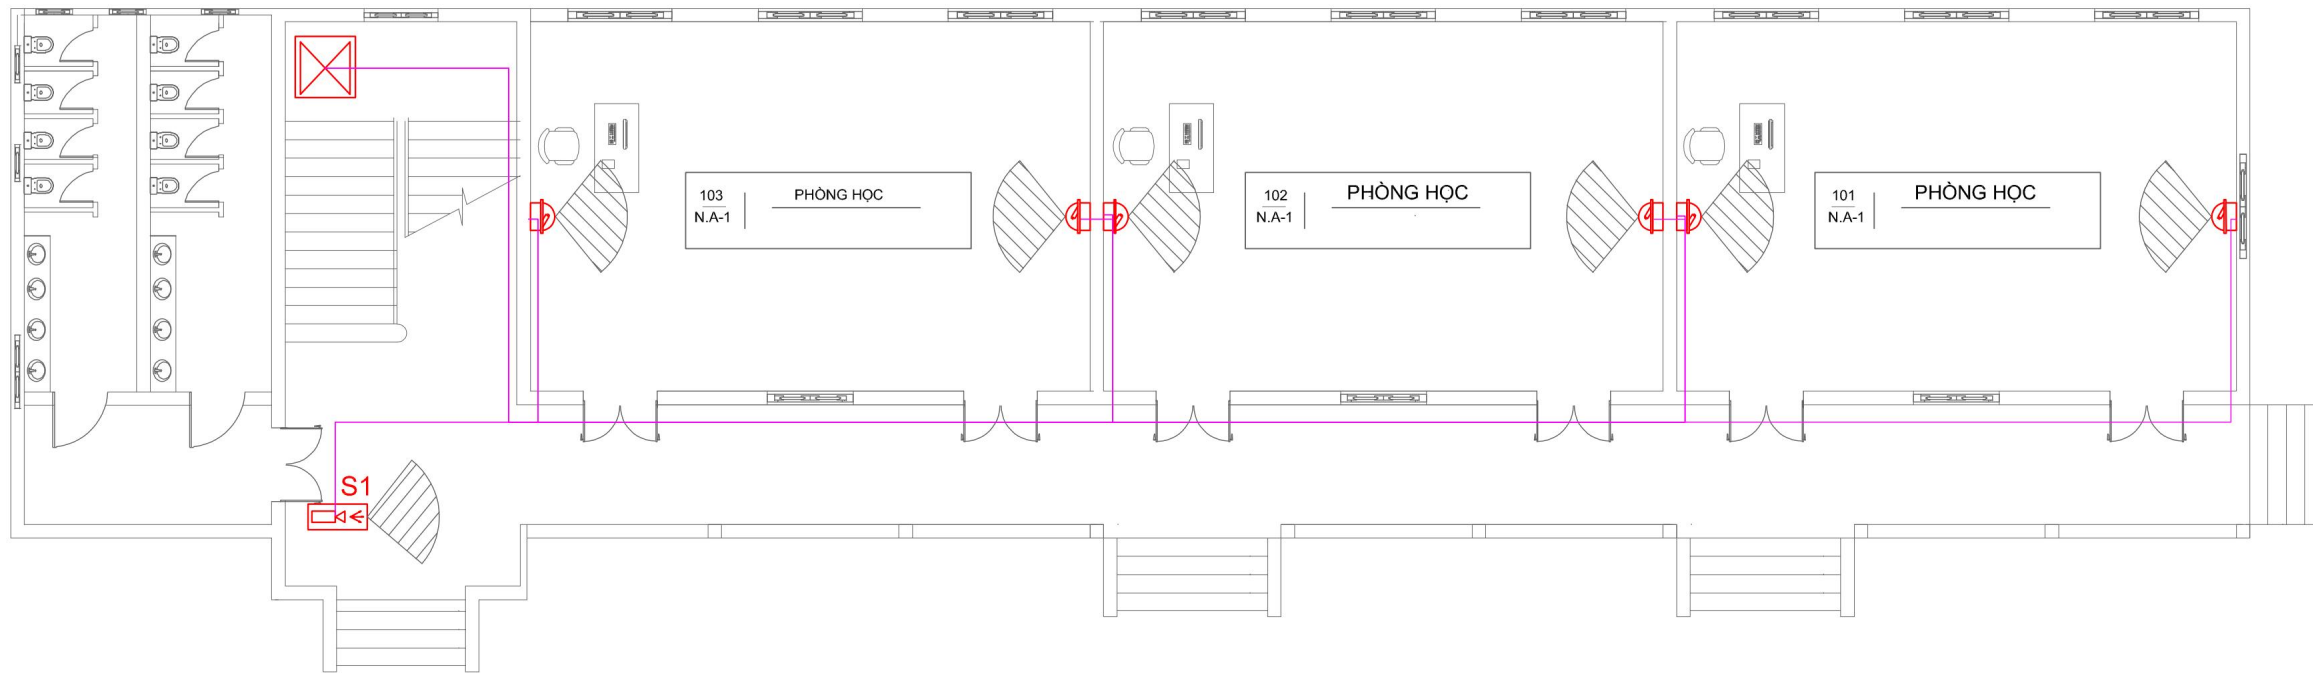 103
N.A-1
PHÒNG HỌC
102
N.A-1
PHÒNG HỌC
101
N.A-1
PHÒNG HỌC
S1